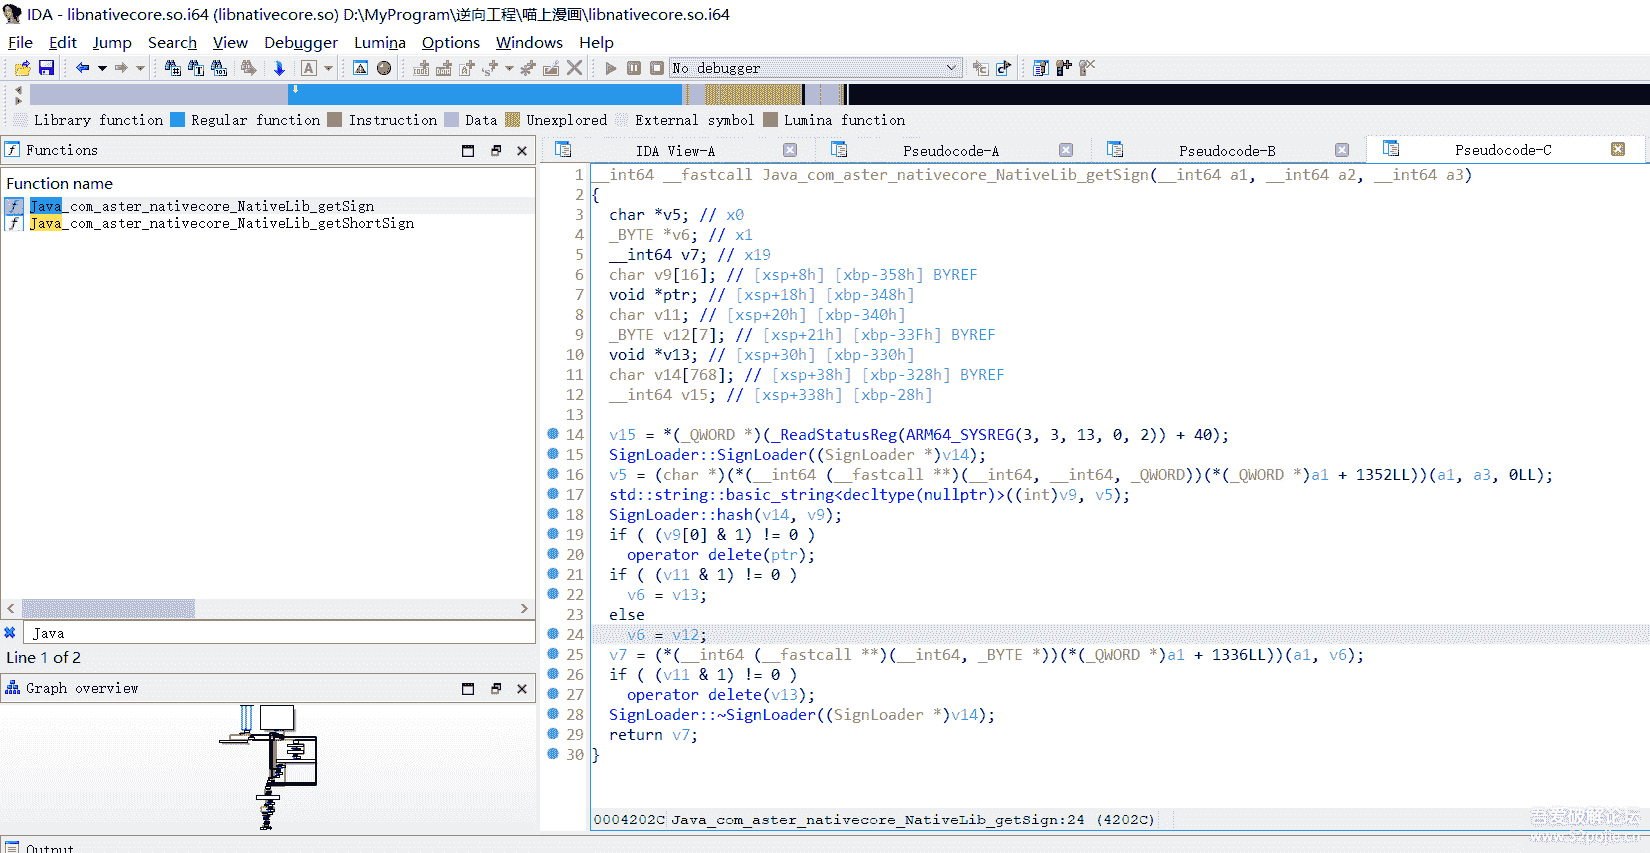 IDA - libnativecore.so.i64 (libnativecore.so) D:\MyProgram\逆向工程\喵上漫画\libnativecore.so.i64
File Edit Jump Search View Debugger Lumina Options Windows Help
No debugger
Library function Regular function Instruction Data Unexplored External symbol Lumina function
Functions
IDA View-A Pseudocode-A Pseudocode-B Pseudocode-C
Function name
Java_com_aster_nativecore_NativeLib_getSign
Java_com_aster_nativecore_NativeLib_getShortSign
Java
Line 1 of 2
Graph overview
1 __int64 __fastcall Java_com_aster_nativecore_NativeLib_getSign(__int64 a1, __int64 a2, __int64 a3)
2 {
3 char *v5; // x0
4 _BYTE *v6; // x1
5 __int64 v7; // x19
6 char v9[16]; // [xsp+8h] [xbp-358h] BYREF
7 void *ptr; // [xsp+18h] [xbp-348h]
8 char v11; // [xsp+20h] [xbp-340h]
9 _BYTE v12[7]; // [xsp+21h] [xbp-33Fh] BYREF
10 void *v13; // [xsp+30h] [xbp-330h]
11 char v14[768]; // [xsp+38h] [xbp-328h] BYREF
12 __int64 v15; // [xsp+338h] [xbp-28h]
13
14 v15 = *(_QWORD *)(_ReadStatusReg(ARM64_SYSREG(3, 3, 13, 0, 2)) + 40);
15 SignLoader::SignLoader((SignLoader *)v14);
16 v5 = (char *)(*(__int64 (__fastcall **)(__int64, __int64, _QWORD))(*(_QWORD *)a1 + 1352LL))(a1, a3, 0LL);
17 std::string::basic_string<decltype(nullptr)>((int)v9, v5);
18 SignLoader::hash(v14, v9);
19 if ( (v9[0] & 1) != 0 )
20 operator delete(ptr);
21 if ( (v11 & 1) != 0 )
22 v6 = v13;
23 else
24 v6 = v12;
25 v7 = (*(__int64 (__fastcall **)(__int64, _BYTE *))(*(_QWORD *)a1 + 1336LL))(a1, v6);
26 if ( (v11 & 1) != 0 )
27 operator delete(v13);
28 SignLoader::~SignLoader((SignLoader *)v14);
29 return v7;
30 }
0004202C Java_com_aster_nativecore_NativeLib_getSign:24 (4202C)
吾爱破解论坛
www.52pojie.cn
Output